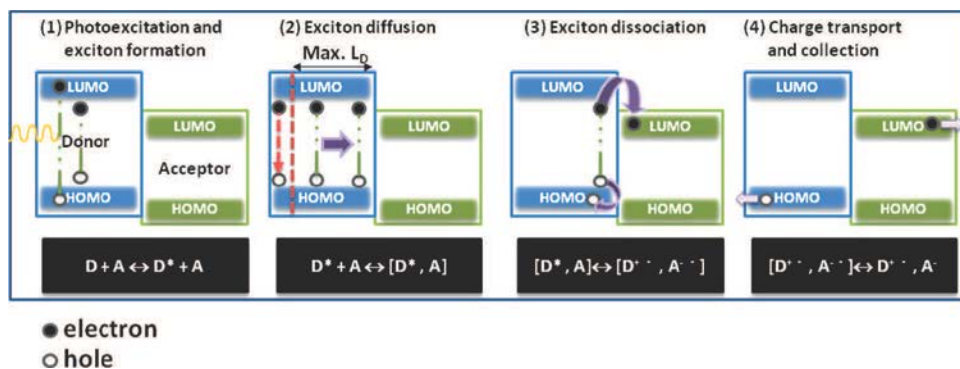 (1) Photoexcitation and
exciton formation
LUMO
Donor
HOMO
LUMO
Acceptor
HOMO
D + A ↔ D* + A
(2) Exciton diffusion
Max. L_D
LUMO
HOMO
LUMO
HOMO
D* + A ↔ [D*, A]
(3) Exciton dissociation
LUMO
HOMO
LUMO
HOMO
[D*, A] ↔ [D⁺˙, A⁻˙]
(4) Charge transport
and collection
LUMO
HOMO
LUMO
HOMO
[D⁺˙, A⁻˙] ↔ D⁺˙, A⁻
electron
hole